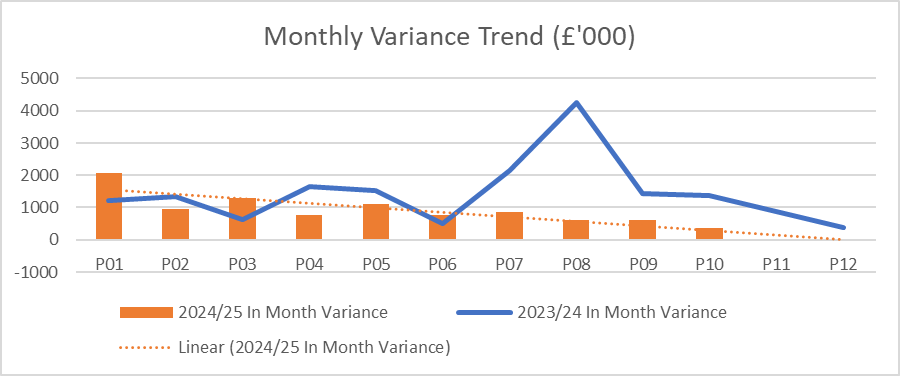 Monthly Variance Trend (£'000)
5000
4000
3000
2000
1000
0
-1000
P01 P02 P03 P04 P05 P06 P07 P08 P09 P10 P11 P12
2024/25 In Month Variance 2023/24 In Month Variance
Linear (2024/25 In Month Variance)